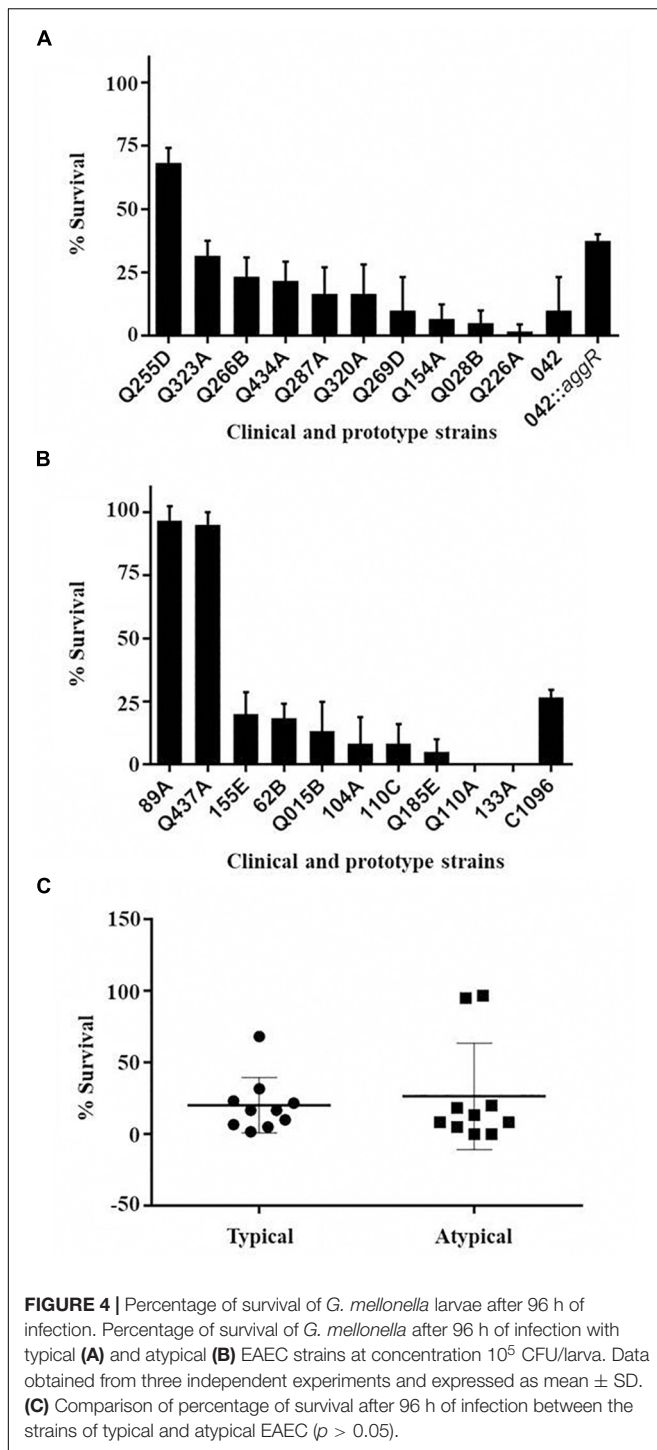 A
100
75
50
25
0
% Survival
Q255D
Q323A
Q266B
Q434A
Q287A
Q320A
Q269D
Q154A
Q028B
Q226A
042
042::aggR
Clinical and prototype strains
B
100
75
50
25
0
% Survival
89A
Q437A
155E
62B
Q015B
104A
110C
Q185E
Q110A
133A
C1096
Clinical and prototype strains
C
150
100
50
0
-50
% Survival
Typical
Atypical
FIGURE 4 | Percentage of survival of G. mellonella larvae after 96 h of
infection. Percentage of survival of G. mellonella after 96 h of infection with
typical (A) and atypical (B) EAEC strains at concentration 10⁵ CFU/larva. Data
obtained from three independent experiments and expressed as mean ± SD.
(C) Comparison of percentage of survival after 96 h of infection between the
strains of typical and atypical EAEC (p > 0.05).